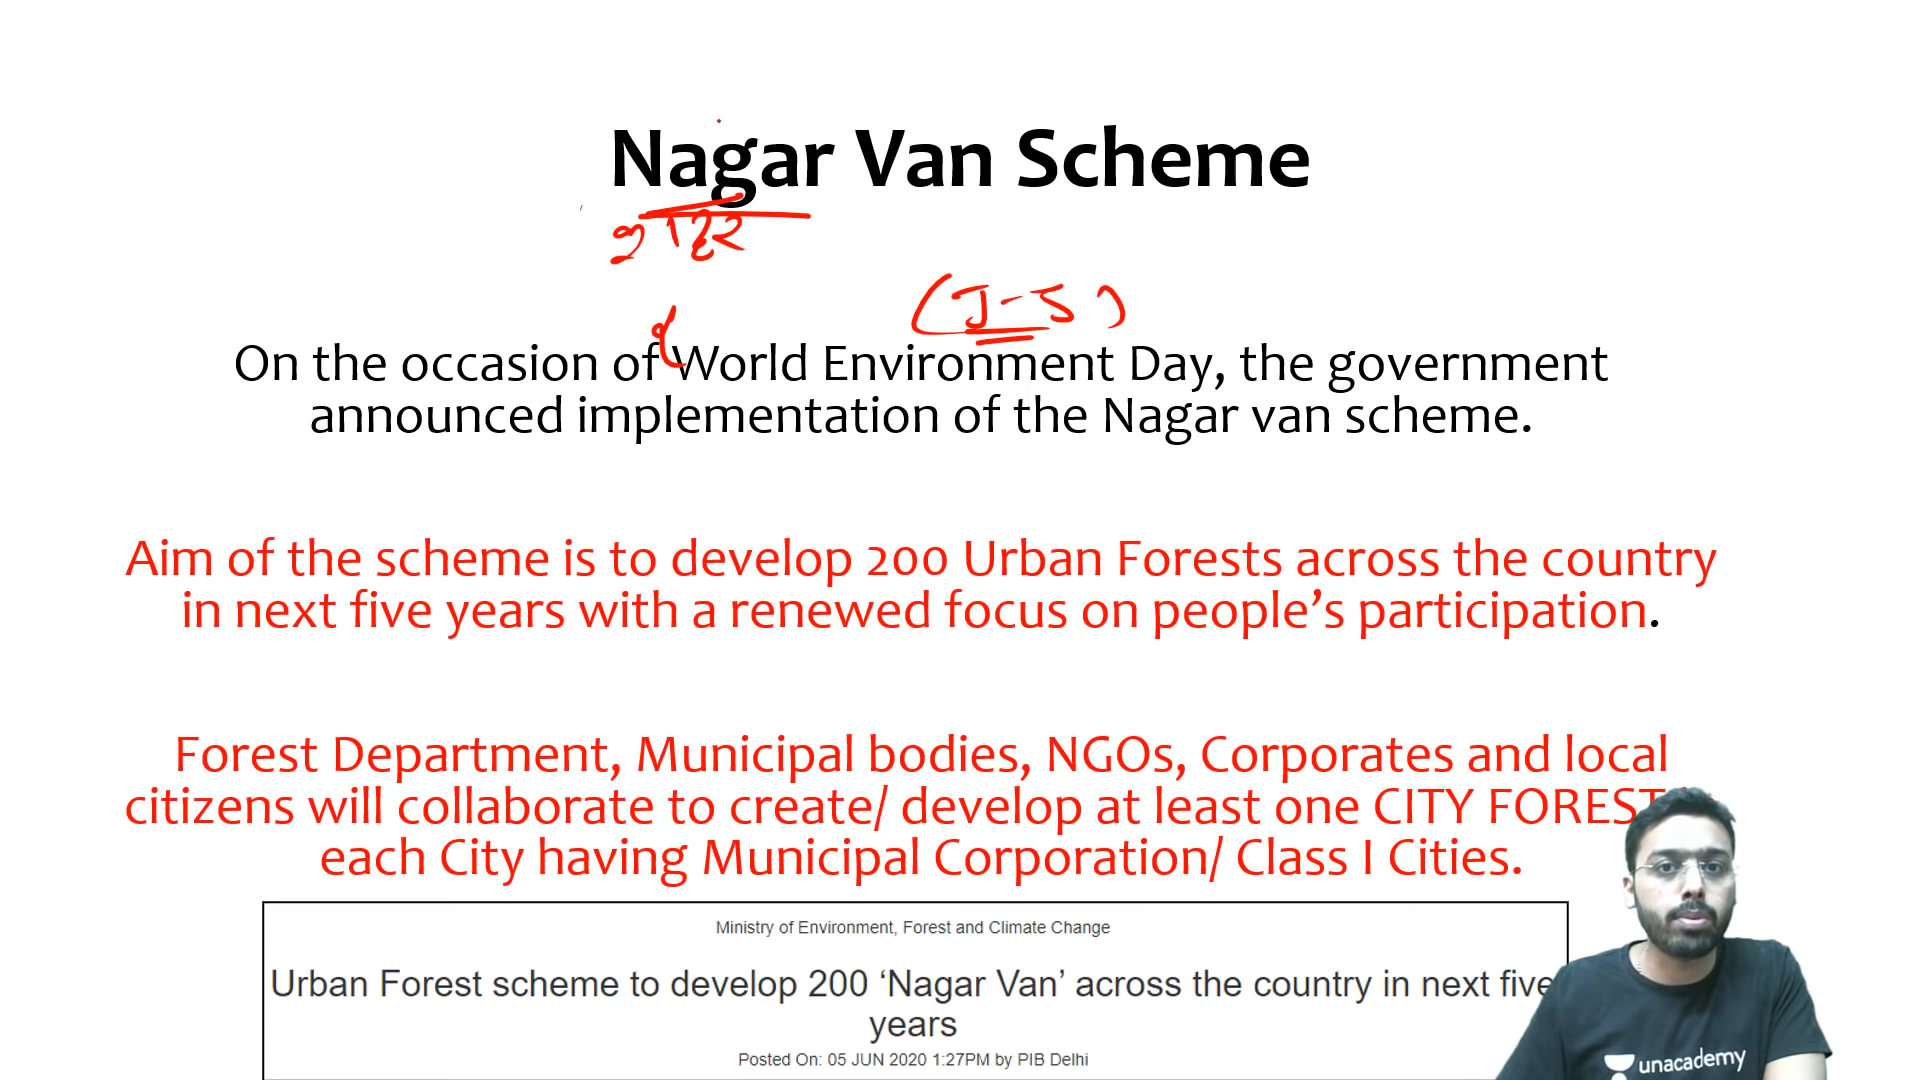 Nagar Van Scheme
शहर
(J-5)
On the occasion of World Environment Day, the government
announced implementation of the Nagar van scheme.
Aim of the scheme is to develop 200 Urban Forests across the country
in next five years with a renewed focus on people’s participation.
Forest Department, Municipal bodies, NGOs, Corporates and local
citizens will collaborate to create/ develop at least one CITY FOREST
each City having Municipal Corporation/ Class I Cities.
Ministry of Environment, Forest and Climate Change
Urban Forest scheme to develop 200 ‘Nagar Van’ across the country in next five
years
Posted On: 05 JUN 2020 1:27PM by PIB Delhi
unacademy